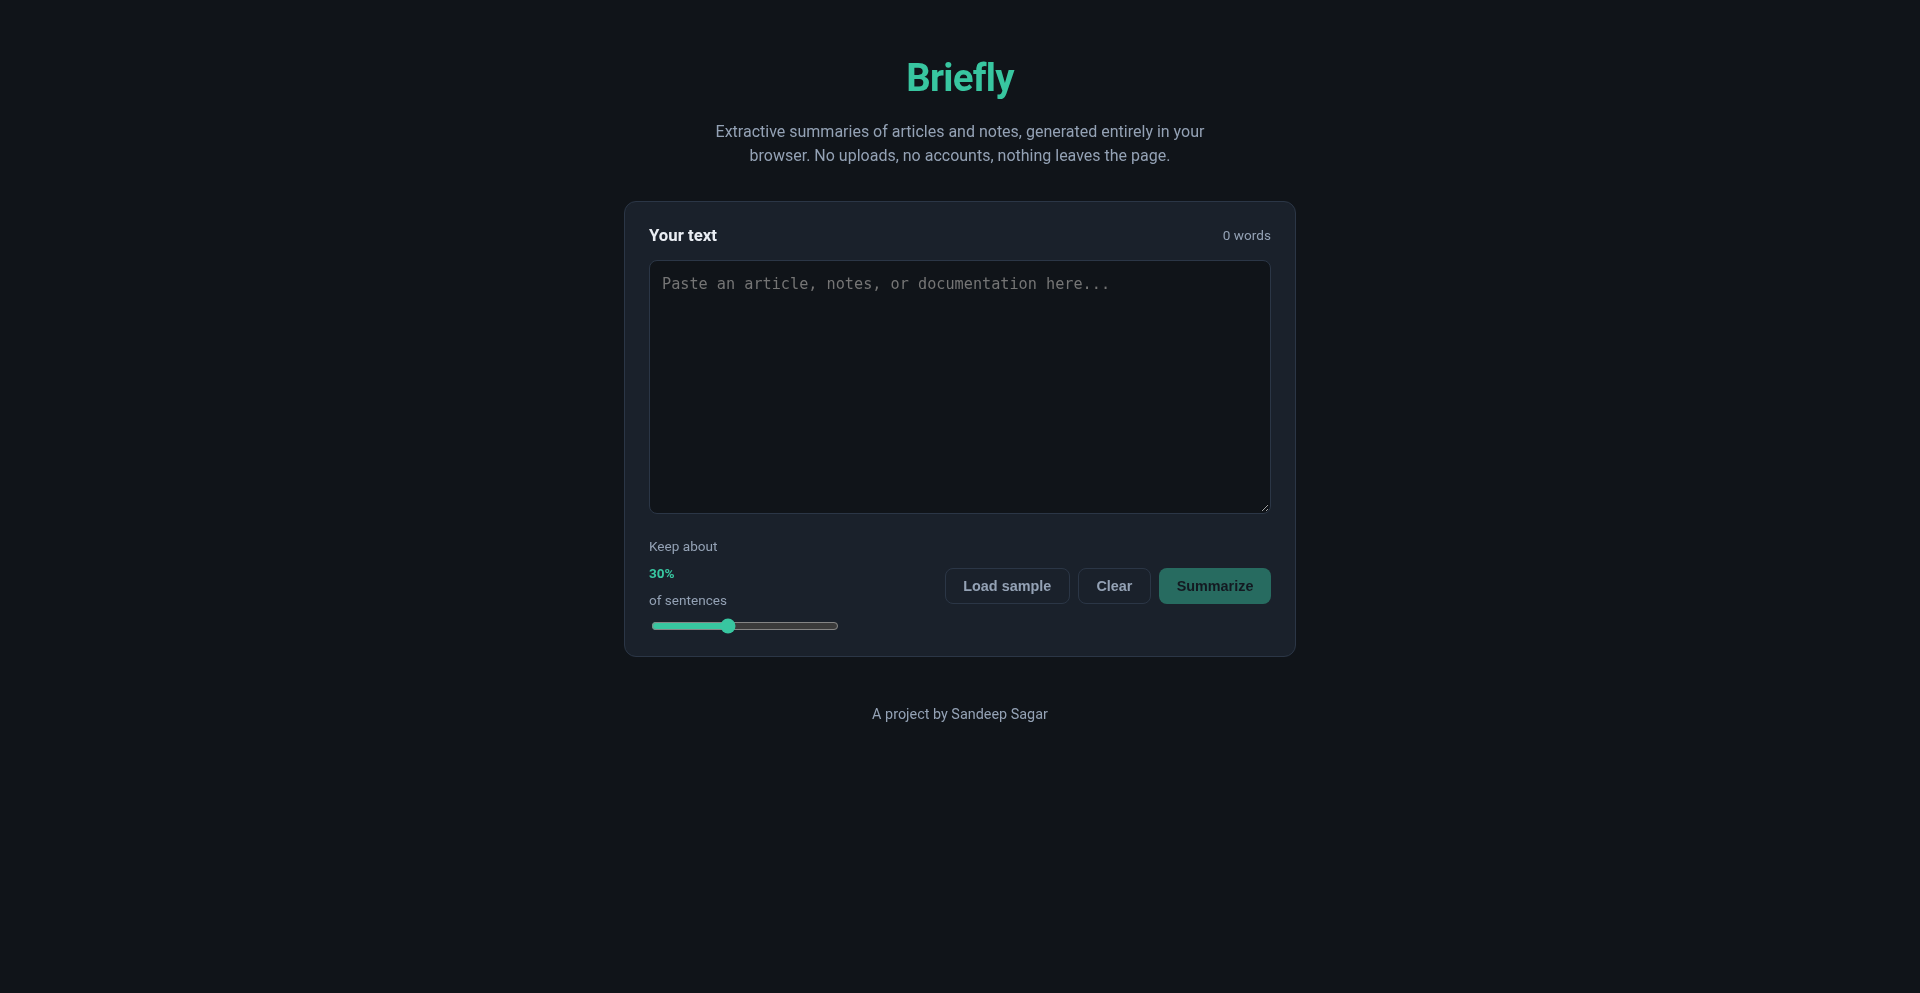 Briefly
Extractive summaries of articles and notes, generated entirely in your
browser. No uploads, no accounts, nothing leaves the page.
Your text
0 words
Paste an article, notes, or documentation here...
Keep about
30%
of sentences
Load sample
Clear
Summarize
A project by Sandeep Sagar